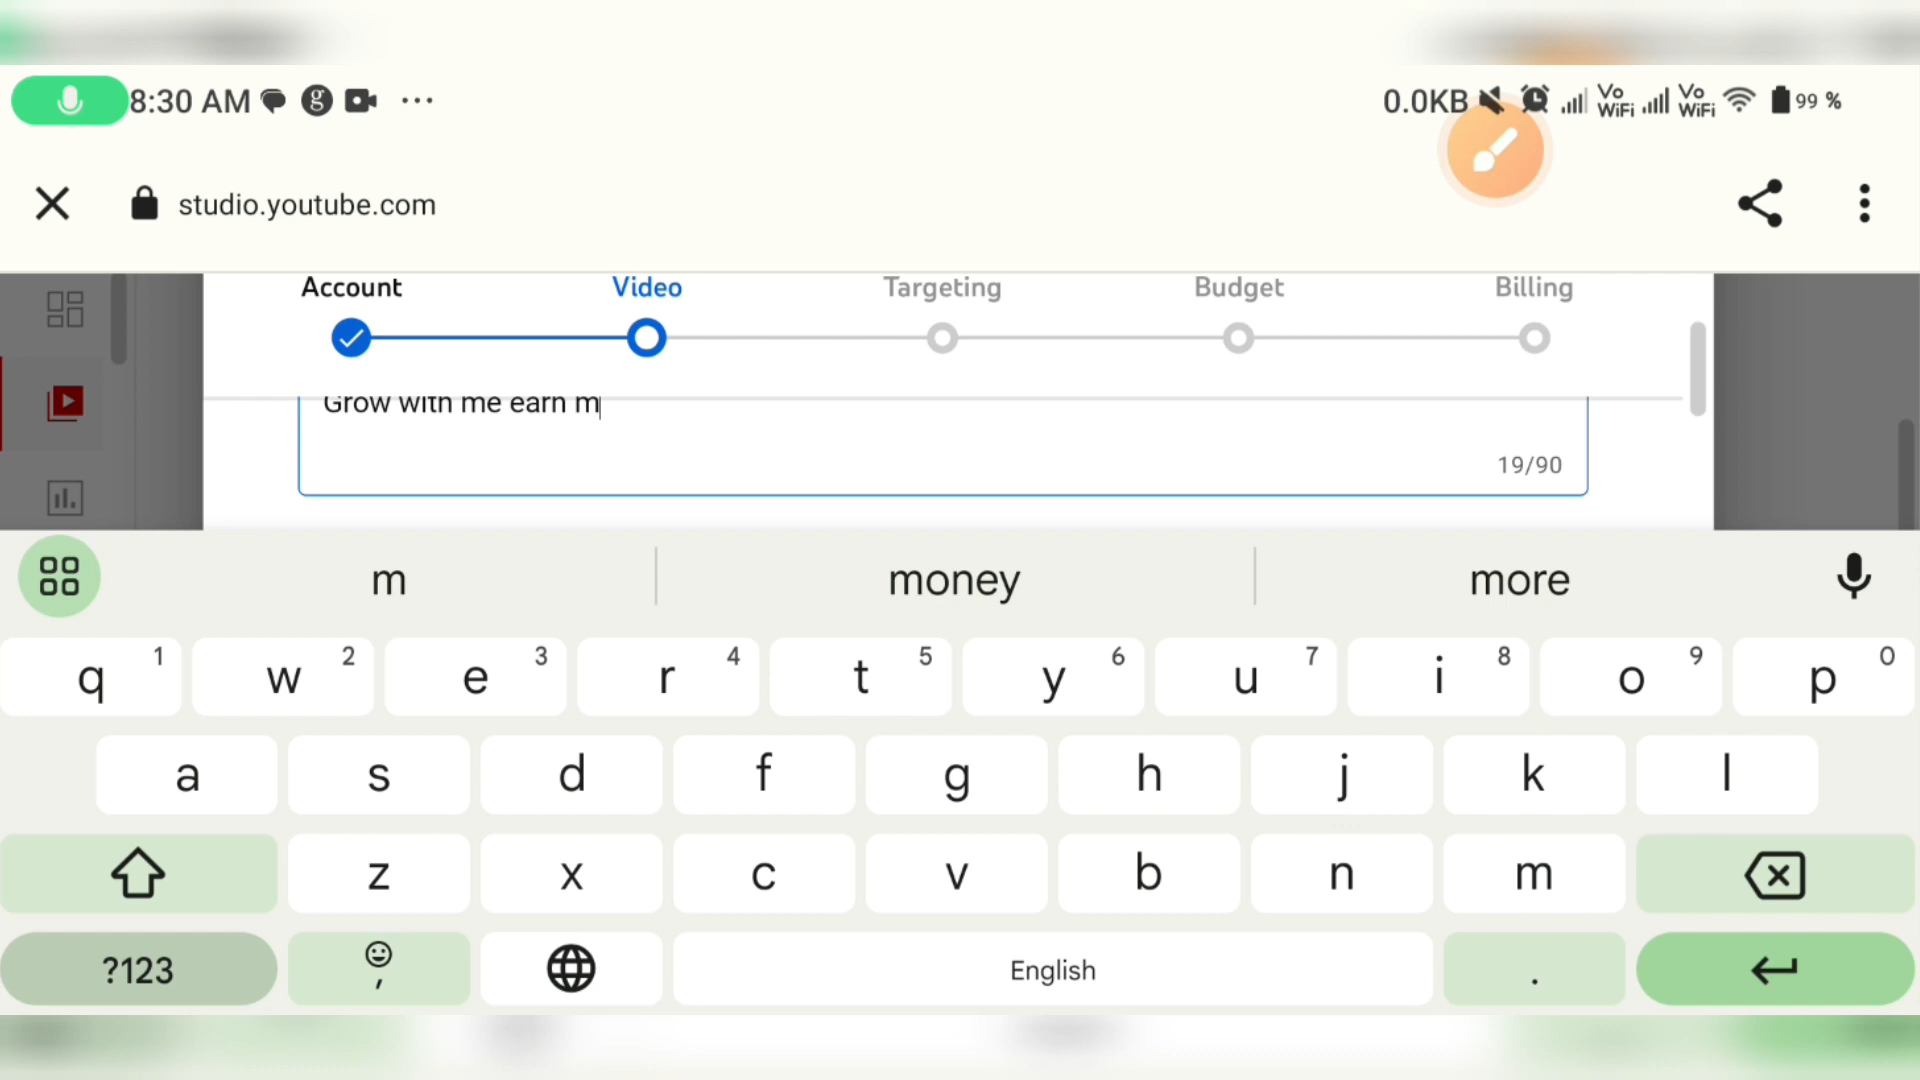 8:30 AM g ...
0.0KB Vo WiFi Vo WiFi 99 %
studio.youtube.com
Account Video Targeting Budget Billing
Grow with me earn m
19/90
m money more
q 1 w 2 e 3 r 4 t 5 y 6 u 7 i 8 o 9 p 0
a s d f g h j k l
z x c v b n m
?123 , English .